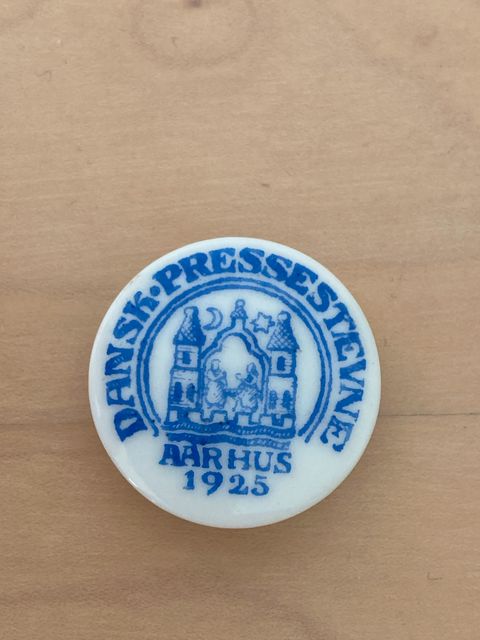 DANSK · PRESSESTEVNE
AARHUS
1925